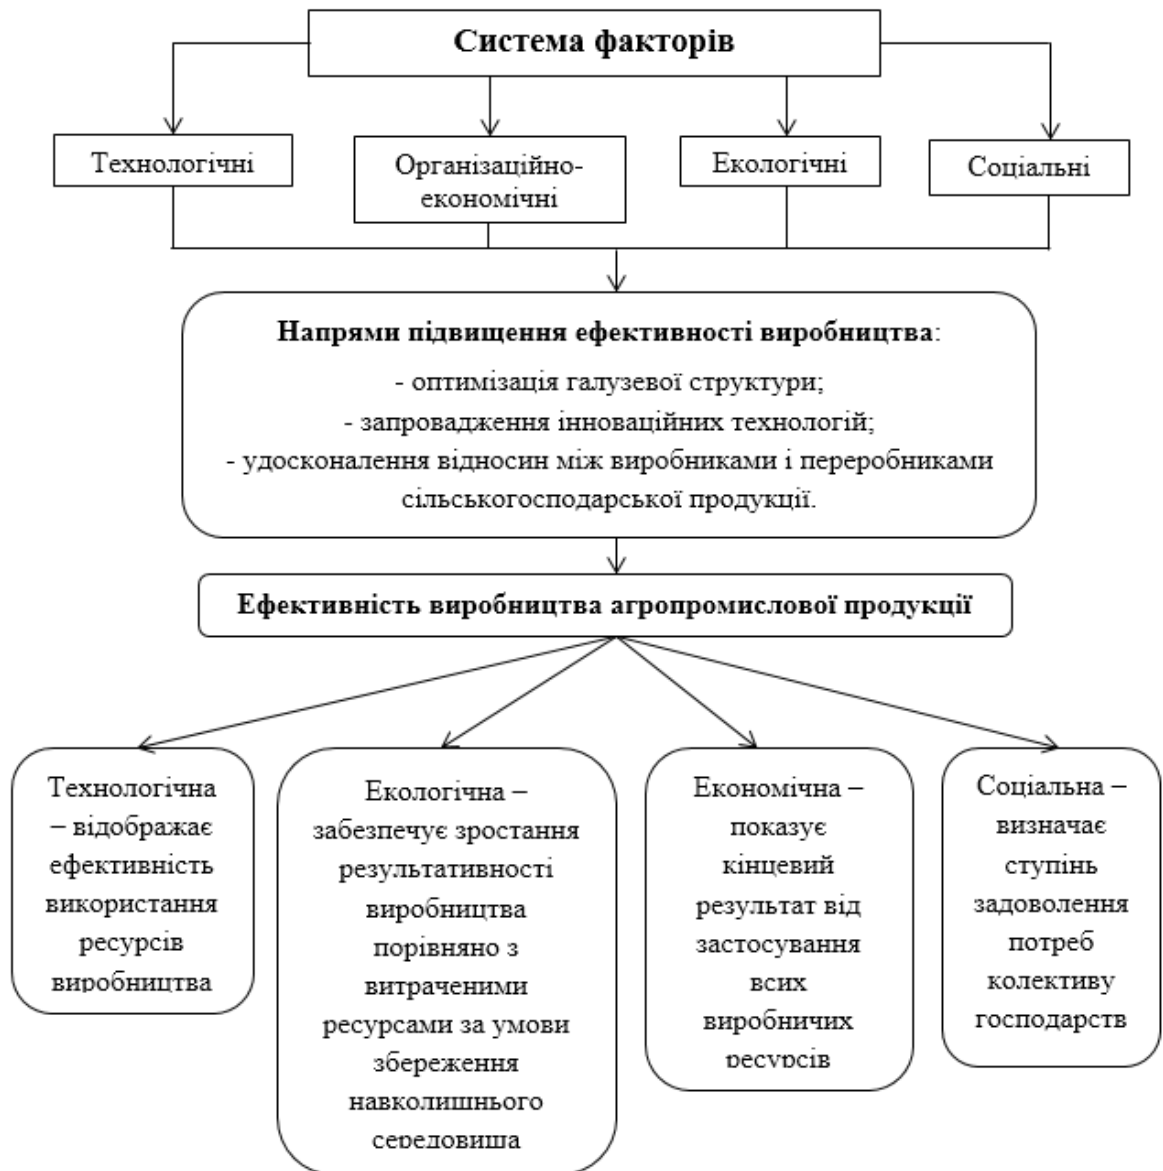 Система факторів
Технологічні
Організаційно-
економічні
Екологічні
Соціальні
Напрями підвищення ефективності виробництва:
- оптимізація галузевої структури;
- запровадження інноваційних технологій;
- удосконалення відносин між виробниками і переробниками
сільськогосподарської продукції.
Ефективність виробництва агропромислової продукції
Технологічна
– відображає
ефективність
використання
ресурсів
виробництва
Екологічна –
забезпечує зростання
результативності
виробництва
порівняно з
витраченими
ресурсами за умови
збереження
навколишнього
середовища
Економічна –
показує
кінцевий
результат від
застосування
всих
виробничих
ресурсів
Соціальна –
визначає
ступінь
задоволення
потреб
колективу
господарств